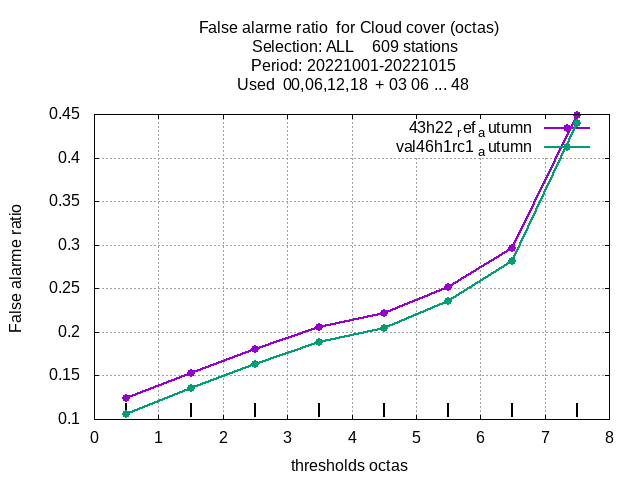 False alarme ratio  for Cloud cover (octas)
Selection: ALL    609 stations
Period: 20221001-20221015
Used  00,06,12,18  + 03 06 ... 48
0.45
0.4
0.35
0.3
0.25
0.2
0.15
0.1
False alarme ratio
43h22 ref autumn
val46h1rc1 autumn
0 1 2 3 4 5 6 7 8
thresholds octas